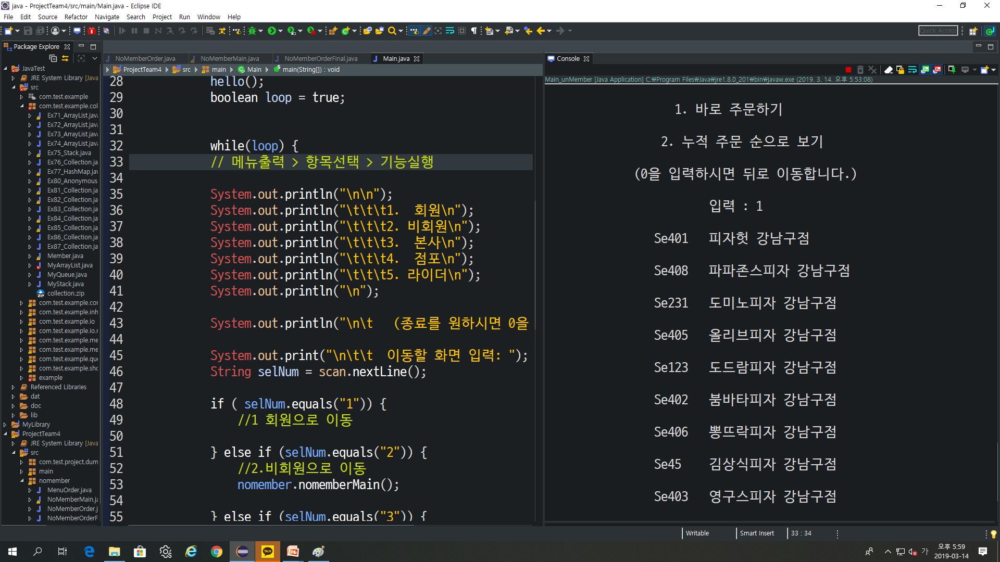 java - ProjectTeam4/src/main/Main.java - Eclipse IDE
File Edit Source Refactor Navigate Search Project Run Window Help
Quick Access
Package Explorer
JavaTest
JRE System Library [Java
src
com.test.example
com.test.example.col
Ex71_ArrayList.java
Ex72_ArrayList.java
Ex73_ArrayList.java
Ex74_ArrayList.java
Ex75_Stack.java
Ex76_Collection.ja
Ex77_HashMap.jav
Ex80_Anonymous
Ex81_Collection.ja
Ex82_Collection.ja
Ex83_Collection.ja
Ex84_Collection.ja
Ex85_Collection.ja
Ex86_Collection.ja
Ex87_Collection.ja
Member.java
MyArrayList.java
MyQueue.java
MyStack.java
collection.zip
com.test.example.cor
com.test.example.inh
com.test.example.io
com.test.example.io.r
com.test.example.me
com.test.example.me
com.test.example.que
com.test.example.sho
example
Referenced Libraries
dat
doc
lib
MyLibrary
ProjectTeam4
JRE System Library [Java
src
com.test.project.dum
main
nomember
MenuOrder.java
NoMemberMain.ja
NoMemberOrder.j
NoMemberOrderF
NoMemberOrder.java NoMemberMain.java NoMemberOrderFinal.java Main.java
ProjectTeam4 src main Main main(String[]) : void
28 hello();
29 boolean loop = true;
30
31
32 while(loop) {
33 // 메뉴출력 > 항목선택 > 기능실행
34
35 System.out.println("\n\n");
36 System.out.println("\t\t\t1.  회원\n");
37 System.out.println("\t\t\t2. 비회원\n");
38 System.out.println("\t\t\t3.  본사\n");
39 System.out.println("\t\t\t4.  점포\n");
40 System.out.println("\t\t\t5. 라이더\n");
41 System.out.println("\n");
42
43 System.out.println("\n\t   (종료를 원하시면 0을
44
45 System.out.print("\n\t\t  이동할 화면 입력: ");
46 String selNum = scan.nextLine();
47
48 if ( selNum.equals("1")) {
49 //1 회원으로 이동
50
51 } else if (selNum.equals("2")) {
52 //2.비회원으로 이동
53 nomember.nomemberMain();
54
55 } else if (selNum.equals("3")) {
Console
Main_unMember [Java Application] C:₩Program Files₩Java₩jre1.8.0_201₩bin₩javaw.exe (2019. 3. 14. 오후 5:53:08)
1. 바로 주문하기
2. 누적 주문 순으로 보기
(0을 입력하시면 뒤로 이동합니다.)
입력 : 1
Se401 피자헛 강남구점
Se408 파파존스피자 강남구점
Se231 도미노피자 강남구점
Se405 올리브피자 강남구점
Se123 도드람피자 강남구점
Se402 붐바타피자 강남구점
Se406 뽕뜨락피자 강남구점
Se45 김상식피자 강남구점
Se403 영구스피자 강남구점
Writable Smart Insert 33 : 34
TALK
가
오후 5:59
2019-03-14